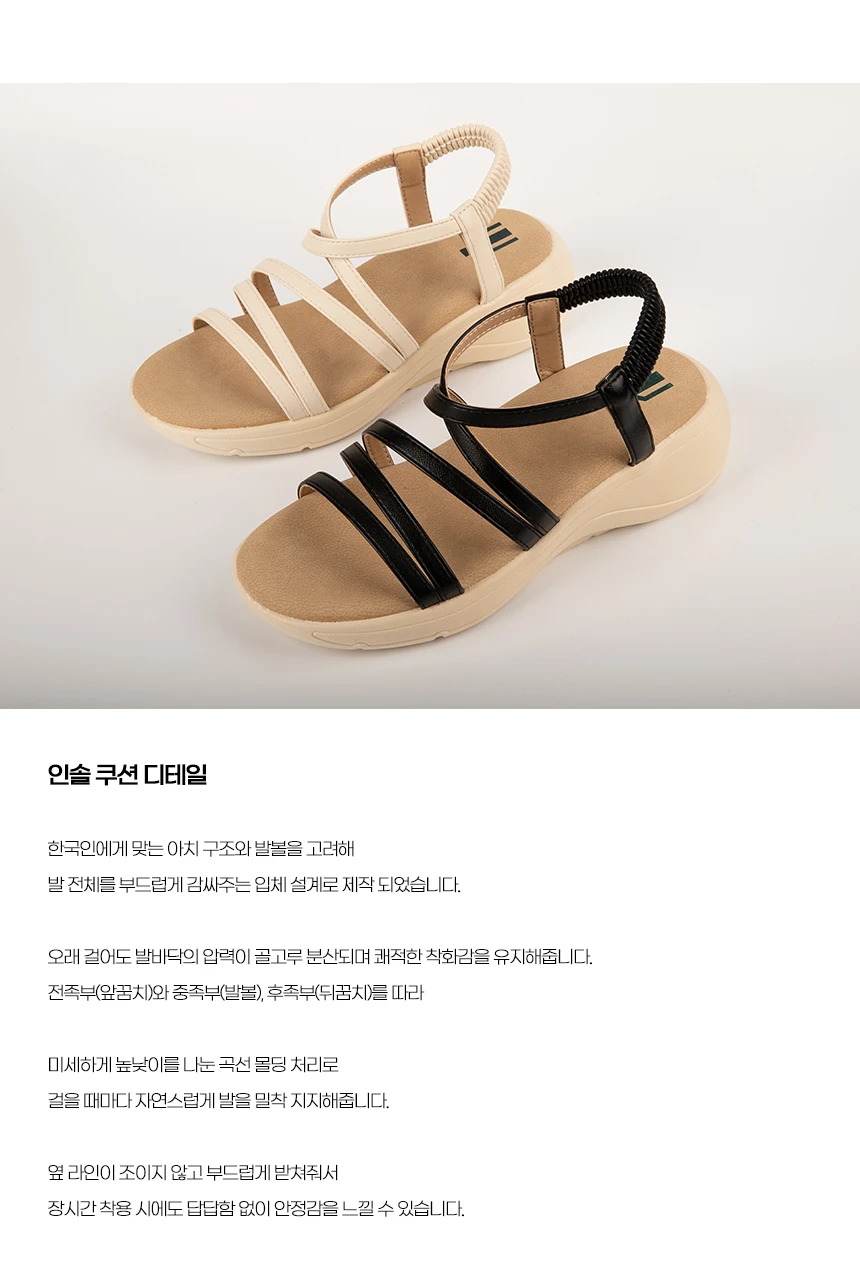 인솔 쿠션 디테일
한국인에게 맞는 아치 구조와 발볼을 고려해
발 전체를 부드럽게 감싸주는 입체 설계로 제작 되었습니다.
오래 걸어도 발바닥의 압력이 골고루 분산되며 쾌적한 착화감을 유지해줍니다.
전족부(앞꿈치)와 중족부(발볼), 후족부(뒤꿈치)를 따라
미세하게 높낮이를 나눈 곡선 몰딩 처리로
걸을 때마다 자연스럽게 발을 밀착 지지해줍니다.
옆 라인이 조이지 않고 부드럽게 받쳐줘서
장시간 착용 시에도 답답함 없이 안정감을 느낄 수 있습니다.